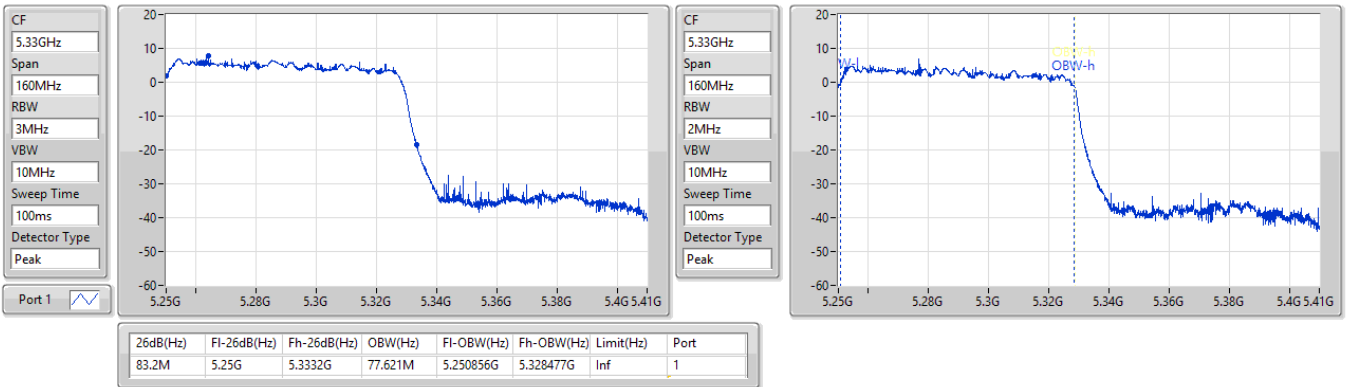 CF
5.33GHz
Span
160MHz
RBW
3MHz
VBW
10MHz
Sweep Time
100ms
Detector Type
Peak
Port 1
20
10
0
-10
-20
-30
-40
-50
-60
5.25G 5.28G 5.3G 5.32G 5.34G 5.36G 5.38G 5.4G 5.41G
CF
5.33GHz
Span
160MHz
RBW
2MHz
VBW
10MHz
Sweep Time
100ms
Detector Type
Peak
20
10
0
-10
-20
-30
-40
-50
-60
W-l
OBW-h
OBW-h
5.25G 5.28G 5.3G 5.32G 5.34G 5.36G 5.38G 5.4G 5.41G
26dB(Hz) Fl-26dB(Hz) Fh-26dB(Hz) OBW(Hz) Fl-OBW(Hz) Fh-OBW(Hz) Limit(Hz) Port
83.2M 5.25G 5.3332G 77.621M 5.250856G 5.328477G Inf 1